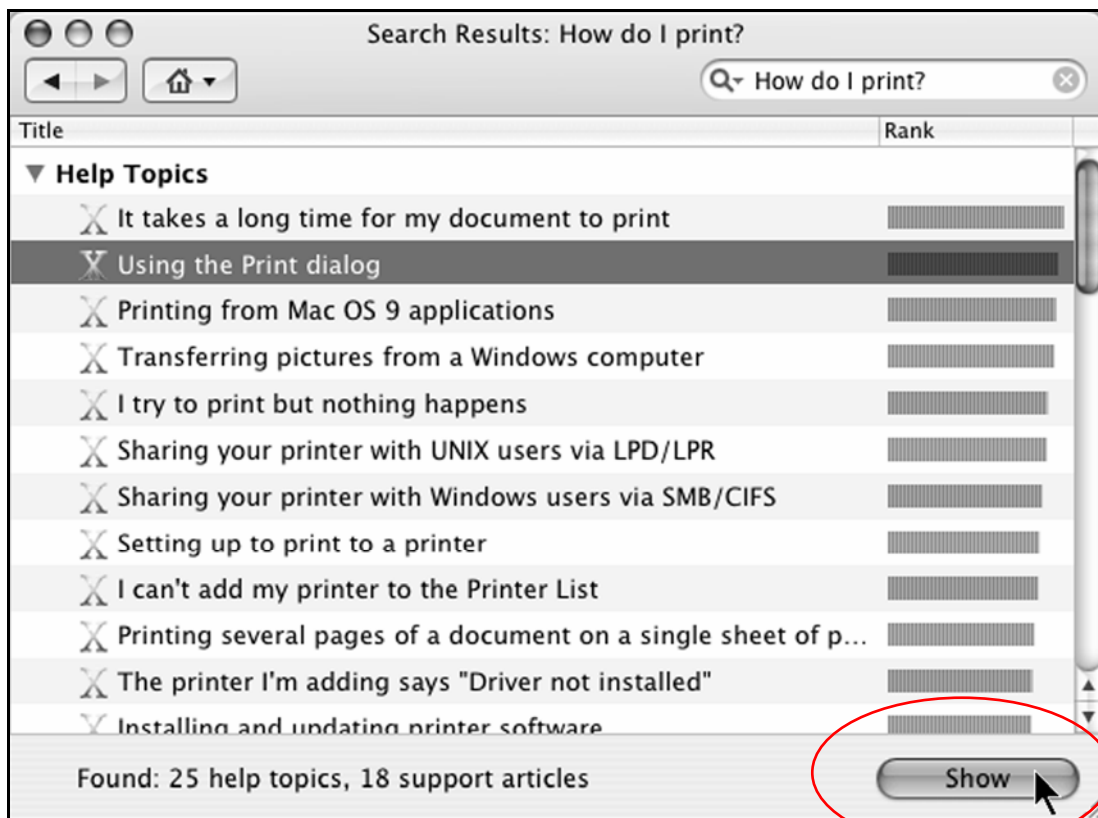 Search Results: How do I print?
How do I print?
Title Rank
Help Topics
It takes a long time for my document to print
Using the Print dialog
Printing from Mac OS 9 applications
Transferring pictures from a Windows computer
I try to print but nothing happens
Sharing your printer with UNIX users via LPD/LPR
Sharing your printer with Windows users via SMB/CIFS
Setting up to print to a printer
I can't add my printer to the Printer List
Printing several pages of a document on a single sheet of p...
The printer I'm adding says "Driver not installed"
Installing and updating printer software
Found: 25 help topics, 18 support articles Show